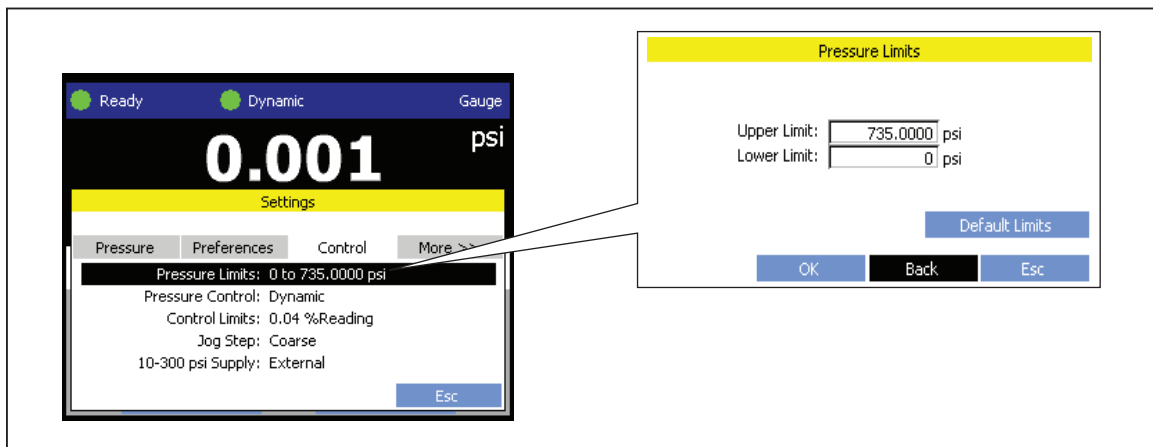 Ready Dynamic Gauge
0.001 psi
Settings
Pressure Preferences Control More >>
Pressure Limits: 0 to 735.0000 psi
Pressure Control: Dynamic
Control Limits: 0.04 %Reading
Jog Step: Coarse
10-300 psi Supply: External
Esc
Pressure Limits
Upper Limit: 735.0000 psi
Lower Limit: 0 psi
Default Limits
OK Back Esc